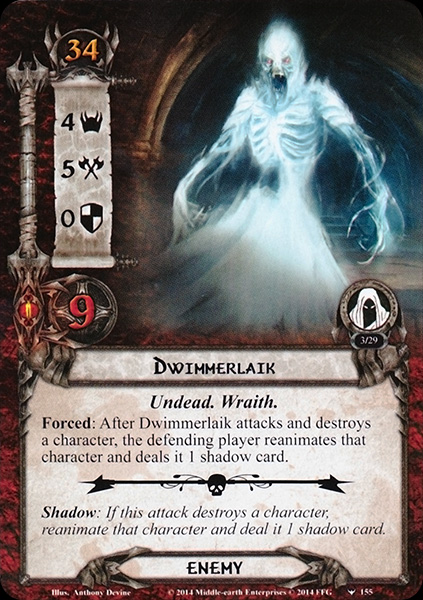 34
4
5
0
9
3/29
Dwimmerlaik
Undead. Wraith.
Forced: After Dwimmerlaik attacks and destroys
a character, the defending player reanimates that
character and deals it 1 shadow card.
Shadow: If this attack destroys a character,
reanimate that character and deal it 1 shadow card.
ENEMY
Illus. Anthony Devine © 2014 Middle-earth Enterprises © 2014 FFG 155